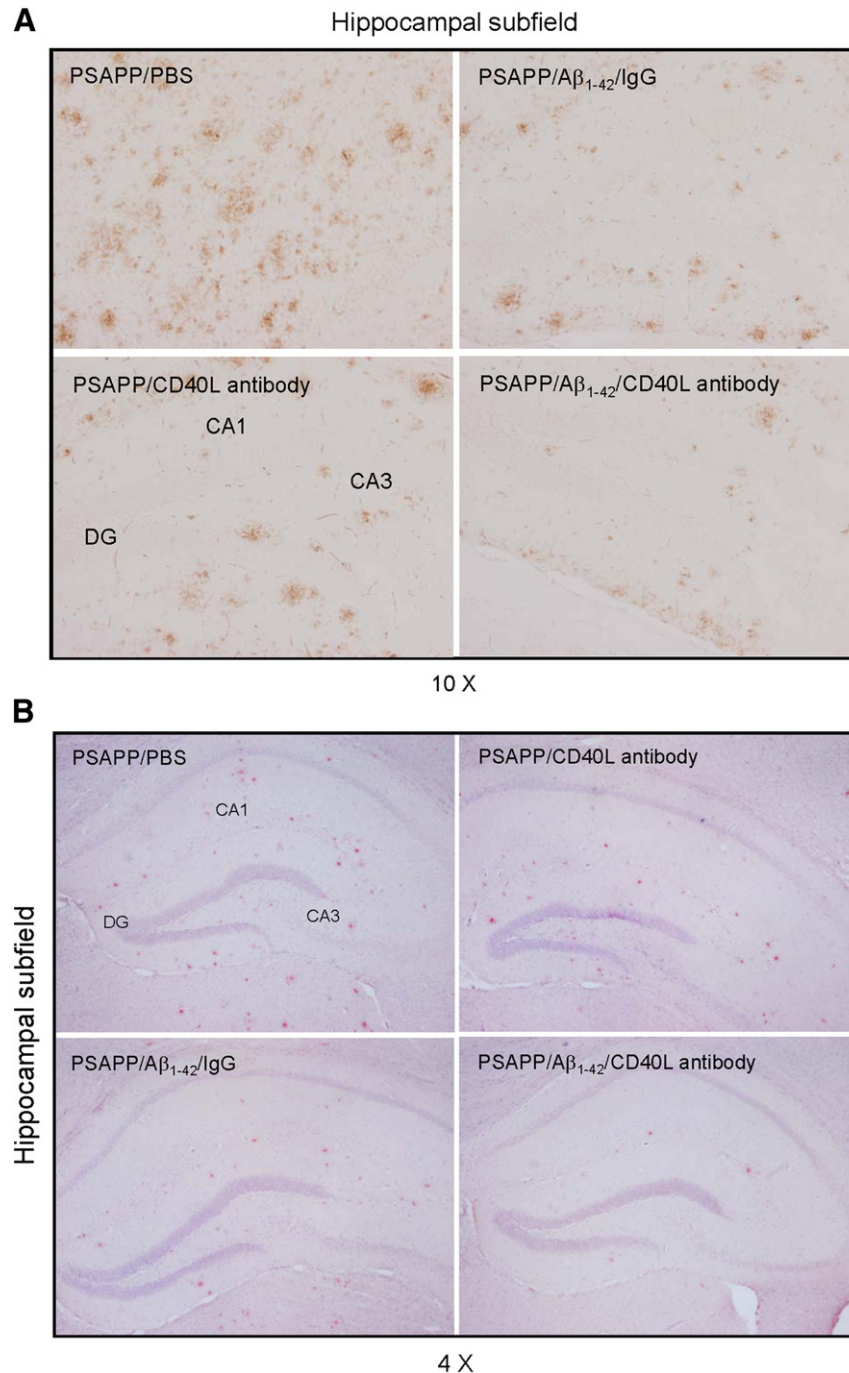 A
Hippocampal subfield
PSAPP/PBS
PSAPP/Aβ1-42/IgG
PSAPP/CD40L antibody
CA1
CA3
DG
PSAPP/Aβ1-42/CD40L antibody
10 X
B
Hippocampal subfield
PSAPP/PBS
CA1
DG
CA3
PSAPP/CD40L antibody
PSAPP/Aβ1-42/IgG
PSAPP/Aβ1-42/CD40L antibody
4 X